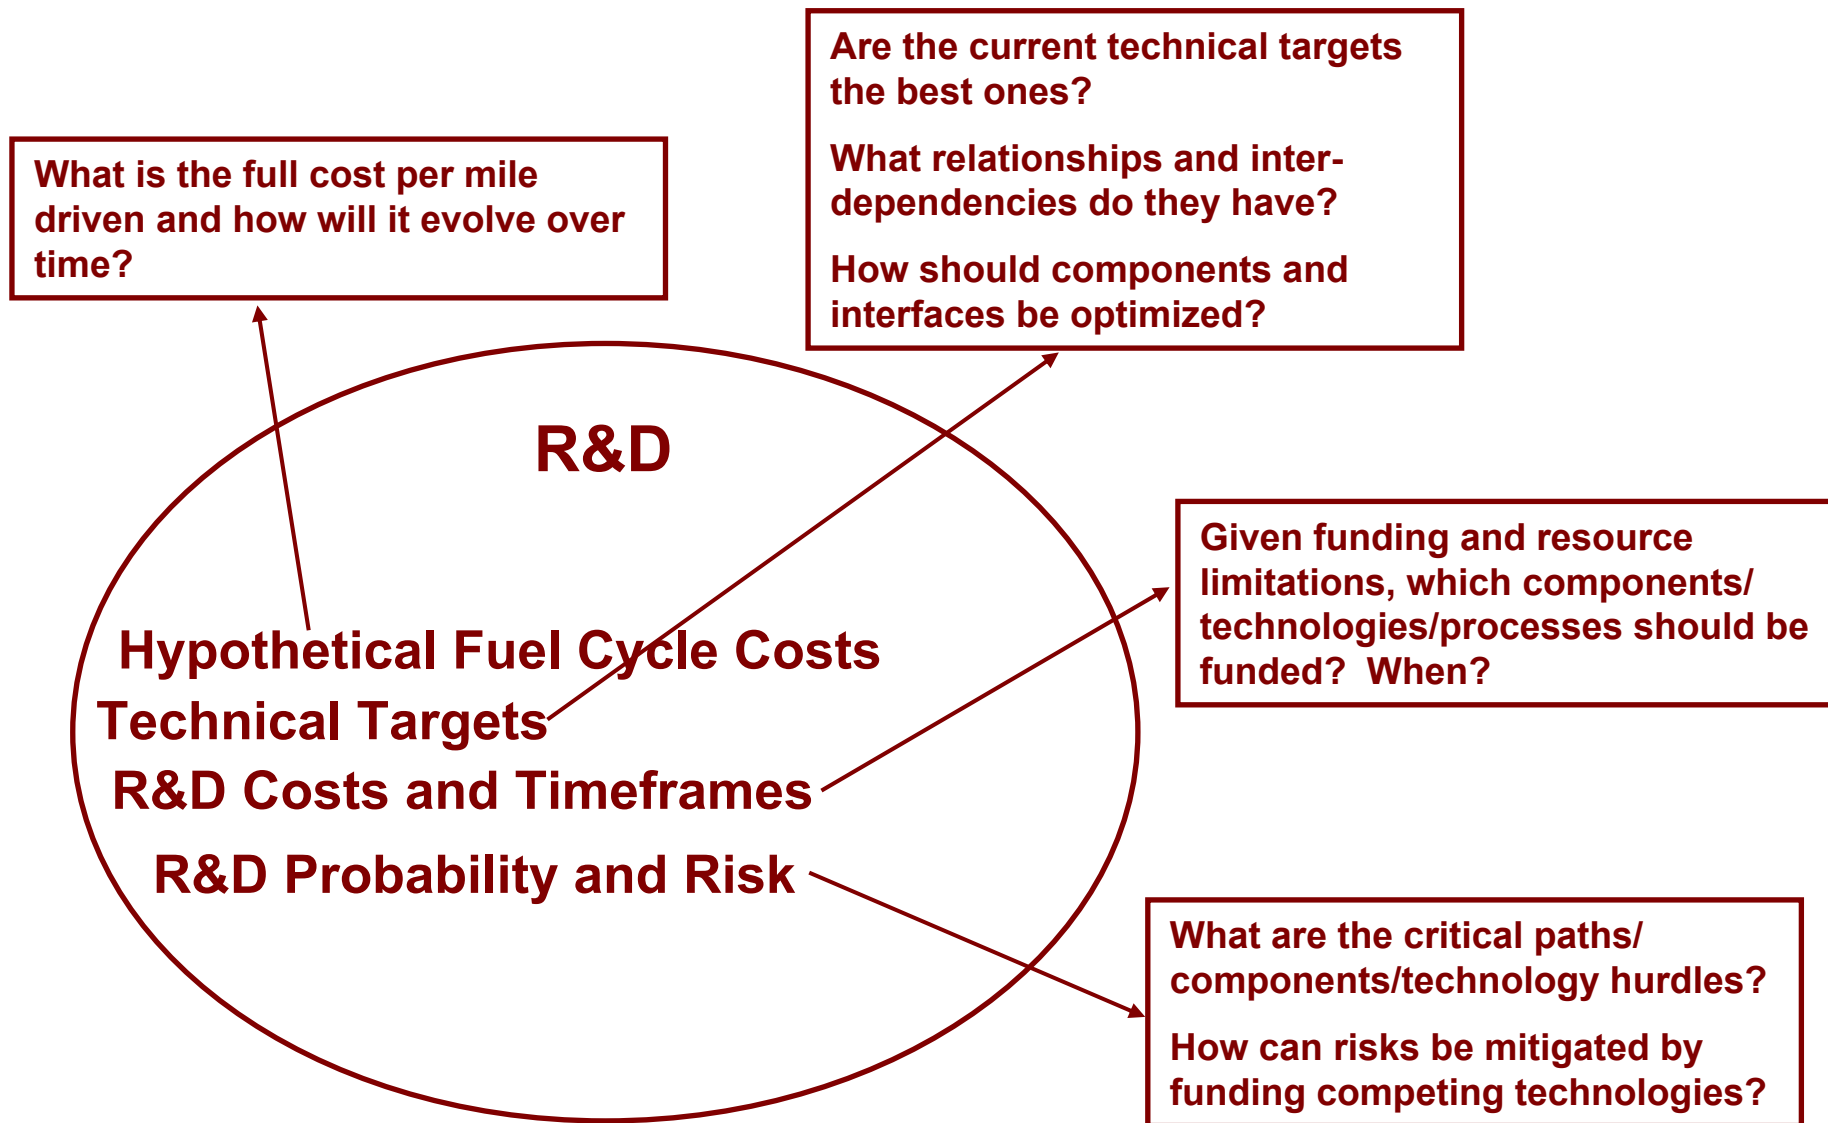 Are the current technical targets
the best ones?
What relationships and inter-
dependencies do they have?
How should components and
interfaces be optimized?
What is the full cost per mile
driven and how will it evolve over
time?
R&D
Given funding and resource
limitations, which components/
technologies/processes should be
funded?  When?
Hypothetical Fuel Cycle Costs
Technical Targets
R&D Costs and Timeframes
R&D Probability and Risk
What are the critical paths/
components/technology hurdles?
How can risks be mitigated by
funding competing technologies?